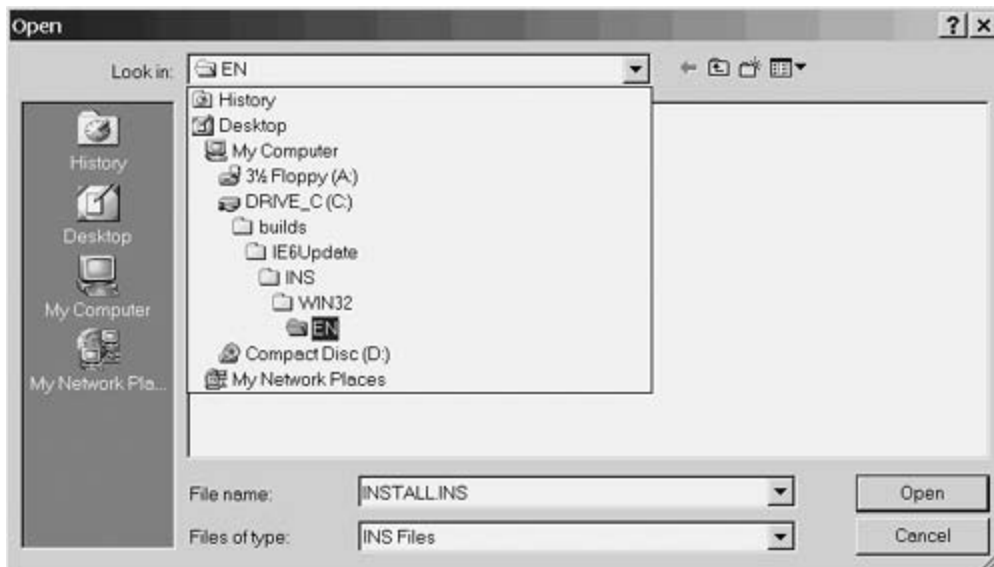 Open
Look in: EN
History
Desktop
My Computer
3½ Floppy (A:)
DRIVE_C (C:)
builds
IE6Update
INS
WIN32
EN
Compact Disc (D:)
My Network Places
History
Desktop
My Computer
My Network Pla...
File name: INSTALL.INS
Open
Files of type: INS Files
Cancel